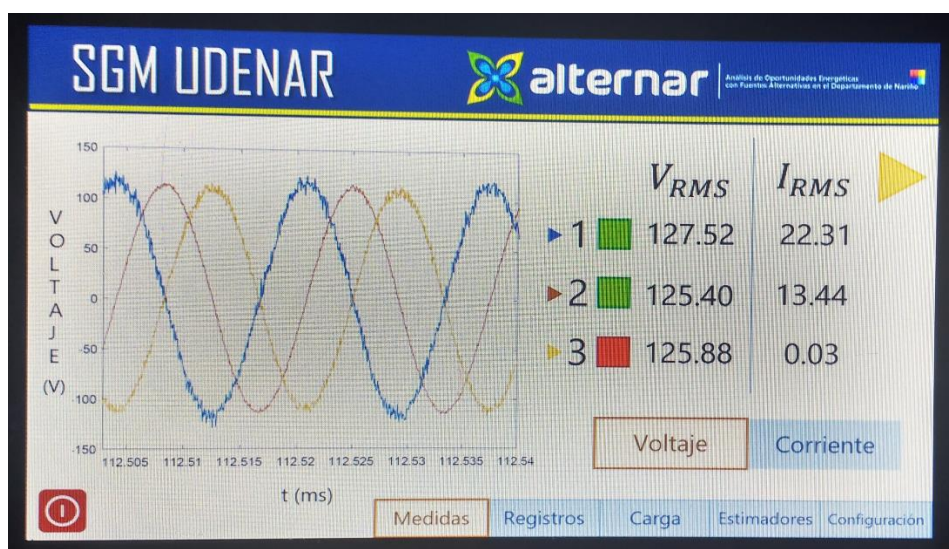 SGM UDENAR
alternar
Análisis de Oportunidades Energéticas
con Fuentes Alternativas en el Departamento de Nariño
VOLTAJE (V)
150
100
50
0
-50
-100
-150
112.505 112.51 112.515 112.52 112.525 112.53 112.535 112.54
t (ms)
V_RMS I_RMS
1 127.52 22.31
2 125.40 13.44
3 125.88 0.03
Voltaje Corriente
Medidas Registros Carga Estimadores Configuración